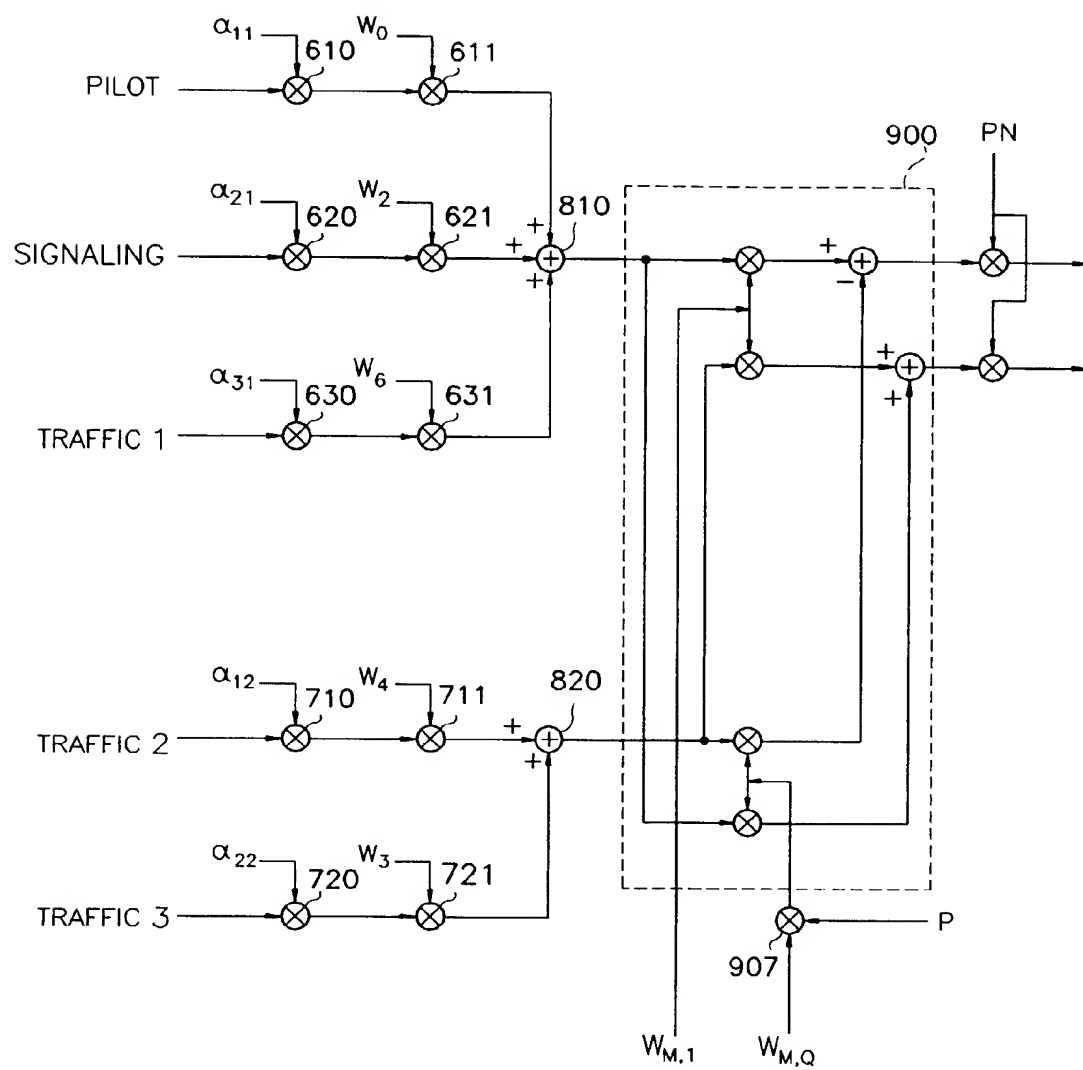 α11 W0
610 611
PILOT
900 PN
α21 W2
620 621 810
SIGNALING
+
+ +
+
+
−
+
+
α31 W6
630 631
TRAFFIC 1
α12 W4
710 711 820
TRAFFIC 2
+
+
α22 W3
720 721
TRAFFIC 3
P
907
WM,1 WM,Q